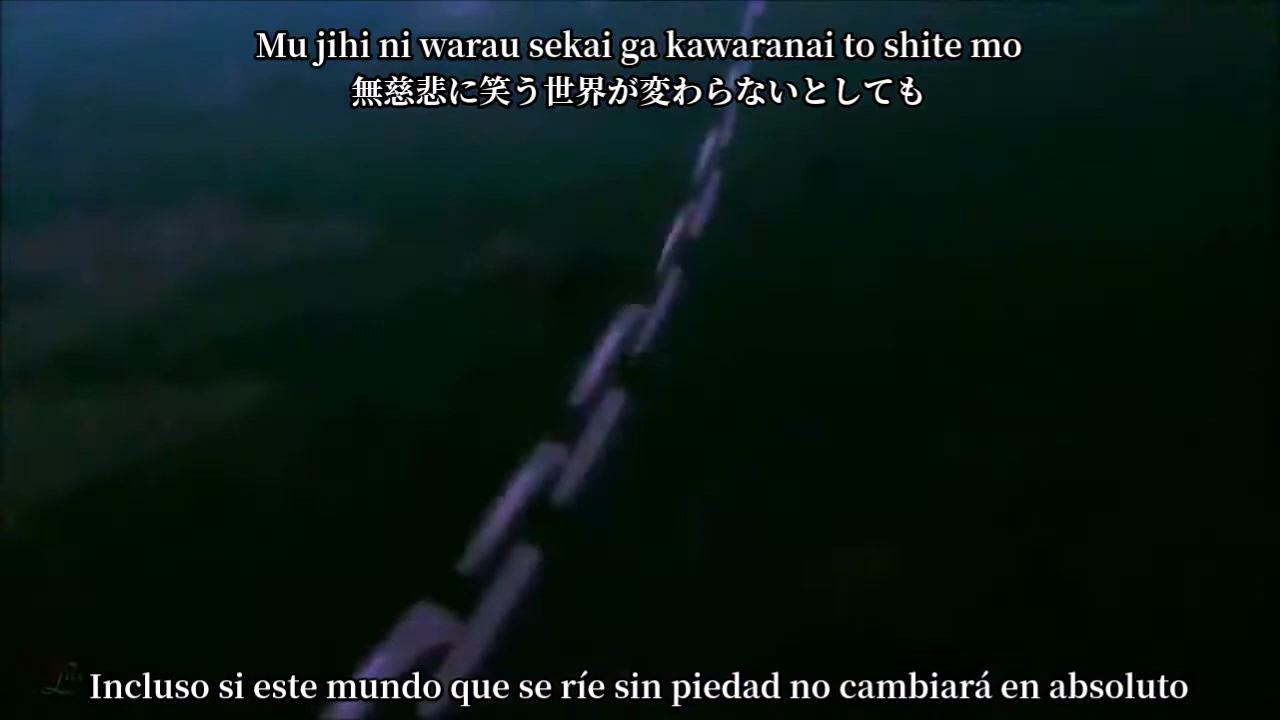 Mu jihi ni warau sekai ga kawaranai to shite mo
無慈悲に笑う世界が変わらないとしても
Incluso si este mundo que se ríe sin piedad no cambiará en absoluto